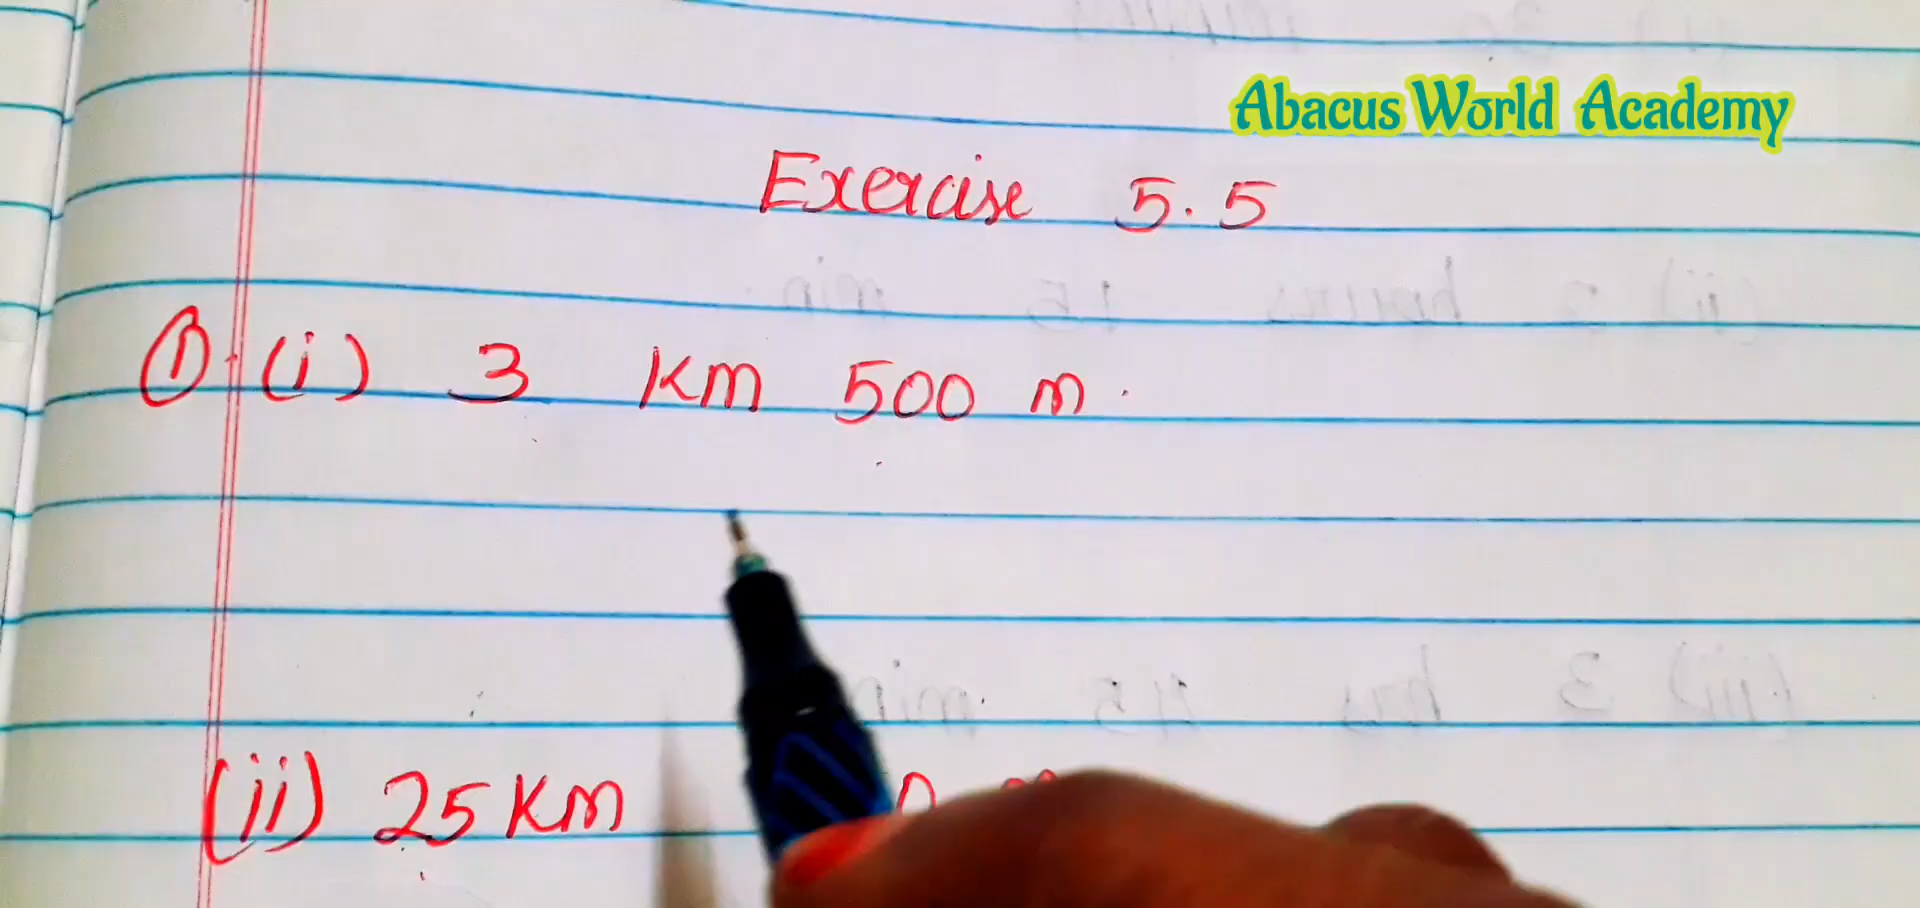 Abacus World Academy
Exercise 5.5
① (i) 3 Km 500 m.
(ii) 25 Km